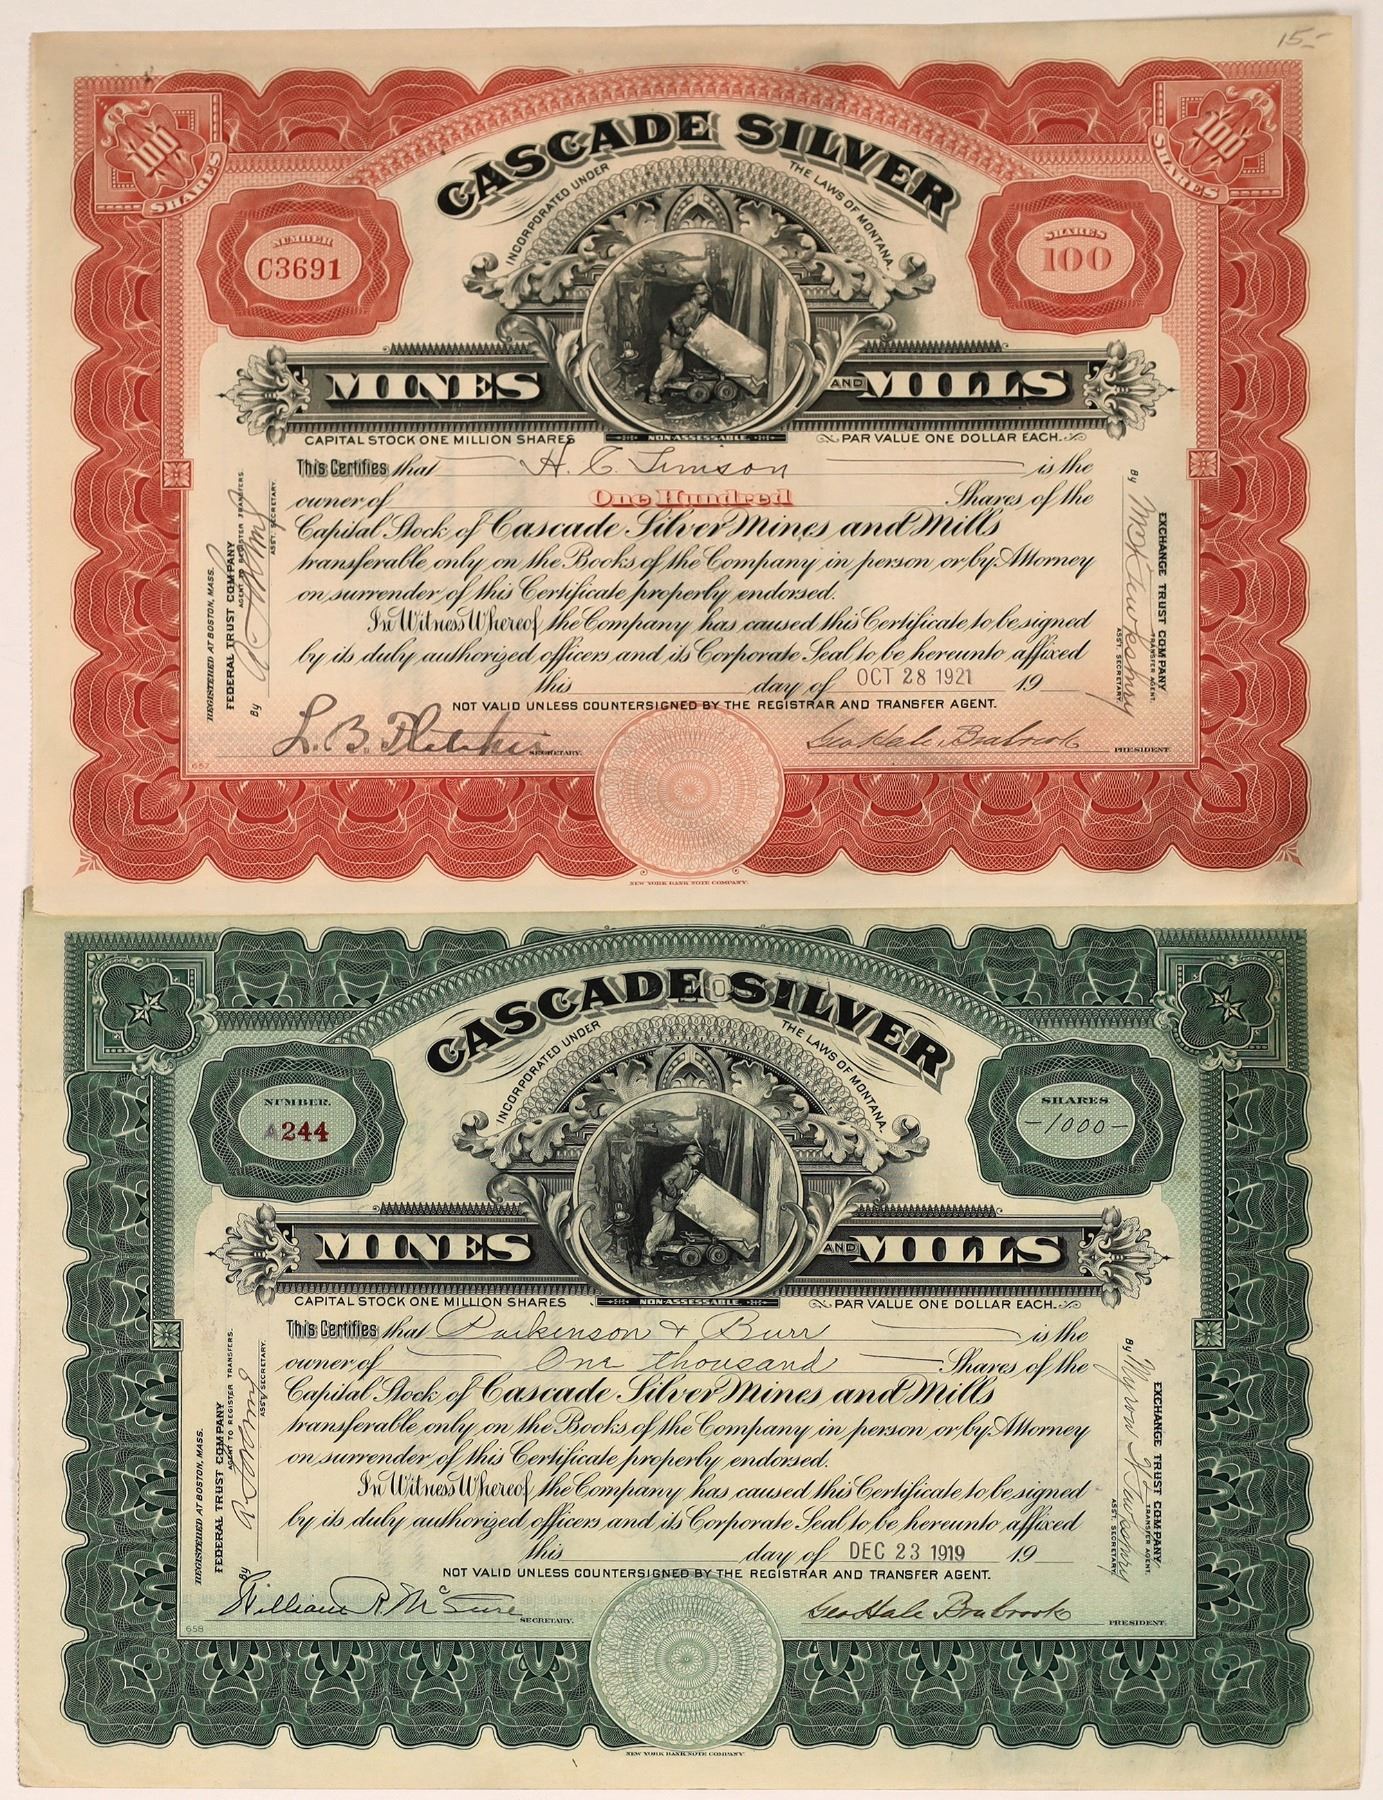 15-
100
SHARES
100
SHARES
CASCADE SILVER
INCORPORATED UNDER THE LAWS OF MONTANA.
NUMBER
C3691
SHARES
100
MINES AND MILLS
CAPITAL STOCK ONE MILLION SHARES NON-ASSESSABLE. PAR VALUE ONE DOLLAR EACH.
This Certifies that H. C. Timson is the
owner of One Hundred Shares of the
Capital Stock of Cascade Silver Mines and Mills
transferable only on the Books of the Company in person or by Attorney
on surrender of this Certificate properly endorsed.
In Witness Whereof, the Company has caused this Certificate to be signed
by its duly authorized officers and its Corporate Seal to be hereunto affixed
this day of OCT 28 1921 19
NOT VALID UNLESS COUNTERSIGNED BY THE REGISTRAR AND TRANSFER AGENT.
L. B. SECRETARY. Geo Hale Brabrook PRESIDENT
REGISTERED AT BOSTON, MASS.
FEDERAL TRUST COMPANY
AGENT TO REGISTER TRANSFERS.
By
ASST. SECRETARY.
EXCHANGE TRUST COMPANY
TRANSFER AGENT.
By Tewksbury
ASST. SECRETARY
657
NEW YORK BANK NOTE COMPANY.
CASCADE SILVER
INCORPORATED UNDER THE LAWS OF MONTANA.
NUMBER.
A244
SHARES
-1000-
MINES AND MILLS
CAPITAL STOCK ONE MILLION SHARES NON-ASSESSABLE. PAR VALUE ONE DOLLAR EACH.
This Certifies that Parkinson & Burr is the
owner of One thousand Shares of the
Capital Stock of Cascade Silver Mines and Mills
transferable only on the Books of the Company in person or by Attorney
on surrender of this Certificate properly endorsed.
In Witness Whereof, the Company has caused this Certificate to be signed
by its duly authorized officers and its Corporate Seal to be hereunto affixed
this day of DEC 23 1919 19
NOT VALID UNLESS COUNTERSIGNED BY THE REGISTRAR AND TRANSFER AGENT.
William R. McClure SECRETARY. Geo Hale Brabrook PRESIDENT.
REGISTERED AT BOSTON, MASS.
FEDERAL TRUST COMPANY
AGENT TO REGISTER TRANSFERS.
By
ASST SECRETARY.
EXCHANGE TRUST COMPANY
TRANSFER AGENT.
By Myron Tewksbury
ASST. SECRETARY.
658
NEW YORK BANK NOTE COMPANY